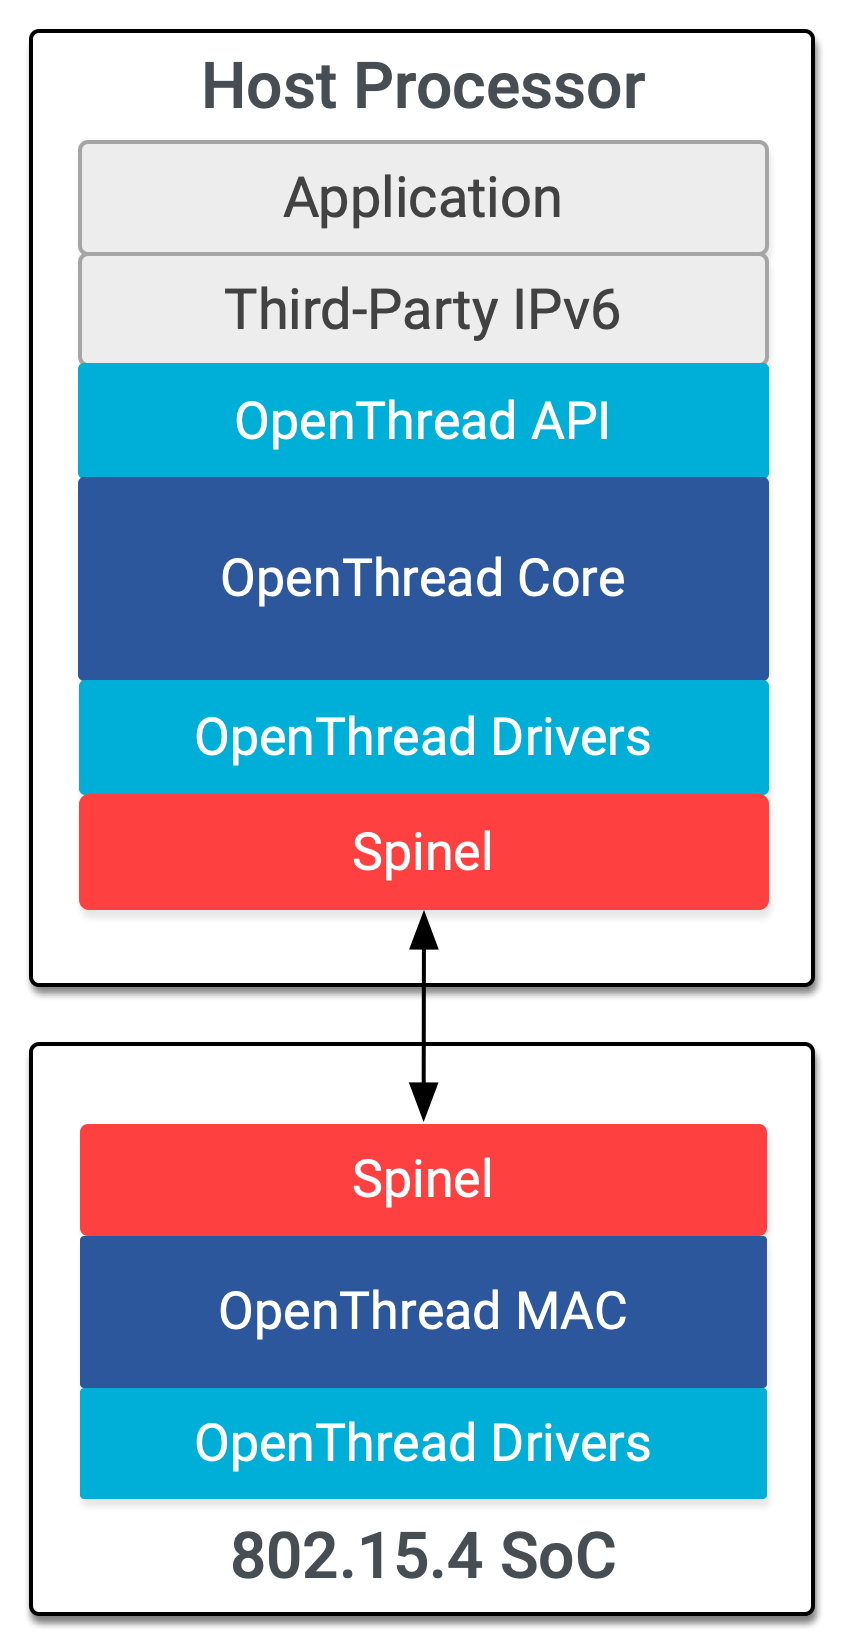 Host Processor
Application
Third-Party IPv6
OpenThread API
OpenThread Core
OpenThread Drivers
Spinel
Spinel
OpenThread MAC
OpenThread Drivers
802.15.4 SoC